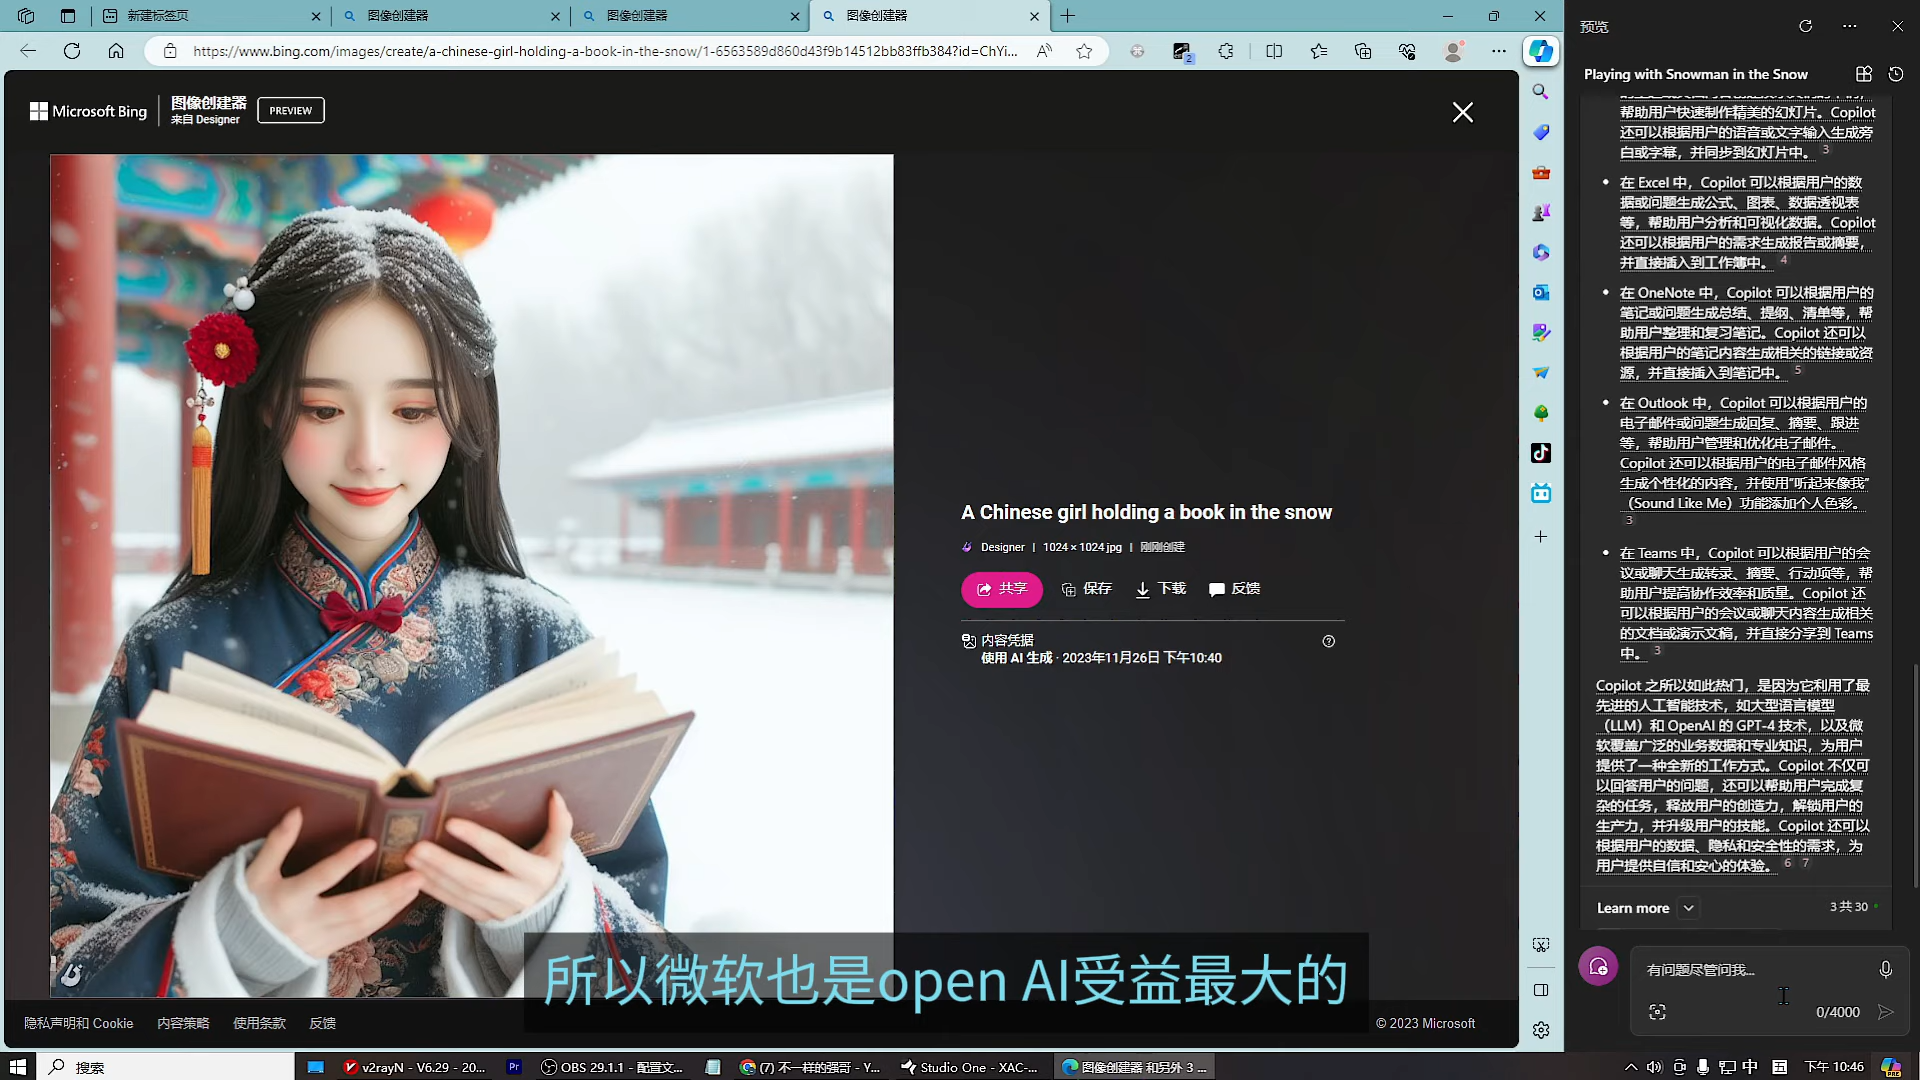 新建标签页
图像创建器
图像创建器
图像创建器
https://www.bing.com/images/create/a-chinese-girl-holding-a-book-in-the-snow/1-6563589d860d43f9b14512bb83ffb384?id=ChYi...
2
Microsoft Bing
图像创建器
来自 Designer
PREVIEW
A Chinese girl holding a book in the snow
Designer | 1024 × 1024 jpg | 刚刚创建
共享 保存 下载 反馈
内容凭据
使用 AI 生成 · 2023年11月26日 下午10:40
所以微软也是open AI受益最大的
隐私声明和 Cookie 内容策略 使用条款 反馈
© 2023 Microsoft
预览
Playing with Snowman in the Snow
帮助用户快速制作精美的幻灯片。Copilot
还可以根据用户的语音或文字输入生成旁
白或字幕，并同步到幻灯片中。 3
• 在 Excel 中，Copilot 可以根据用户的数
据或问题生成公式、图表、数据透视表
等，帮助用户分析和可视化数据。Copilot
还可以根据用户的需求生成报告或摘要，
并直接插入到工作簿中。 4
• 在 OneNote 中，Copilot 可以根据用户的
笔记或问题生成总结、提纲、清单等，帮
助用户整理和复习笔记。Copilot 还可以
根据用户的笔记内容生成相关的链接或资
源，并直接插入到笔记中。 5
• 在 Outlook 中，Copilot 可以根据用户的
电子邮件或问题生成回复、摘要、跟进
等，帮助用户管理和优化电子邮件。
Copilot 还可以根据用户的电子邮件风格
生成个性化的内容，并使用“听起来像我”
（Sound Like Me）功能添加个人色彩。
3
• 在 Teams 中，Copilot 可以根据用户的会
议或聊天生成转录、摘要、行动项等，帮
助用户提高协作效率和质量。Copilot 还
可以根据用户的会议或聊天内容生成相关
的文档或演示文稿，并直接分享到 Teams
中。 3
Copilot 之所以如此热门，是因为它利用了最
先进的人工智能技术，如大型语言模型
（LLM）和 OpenAI 的 GPT-4 技术，以及微
软覆盖广泛的业务数据和专业知识，为用户
提供了一种全新的工作方式。Copilot 不仅可
以回答用户的问题，还可以帮助用户完成复
杂的任务，释放用户的创造力，解锁用户的
生产力，并升级用户的技能。Copilot 还可以
根据用户的数据、隐私和安全性的需求，为
用户提供自信和安心的体验。 6 7
Learn more
3 共 30
有问题尽管问我...
0/4000
搜索
v2rayN - V6.29 - 20...
Pr
OBS 29.1.1 - 配置文...
(7) 不一样的强哥 - Y...
Studio One - XAC-...
图像创建器 和另外 3 ...
中
下午 10:46